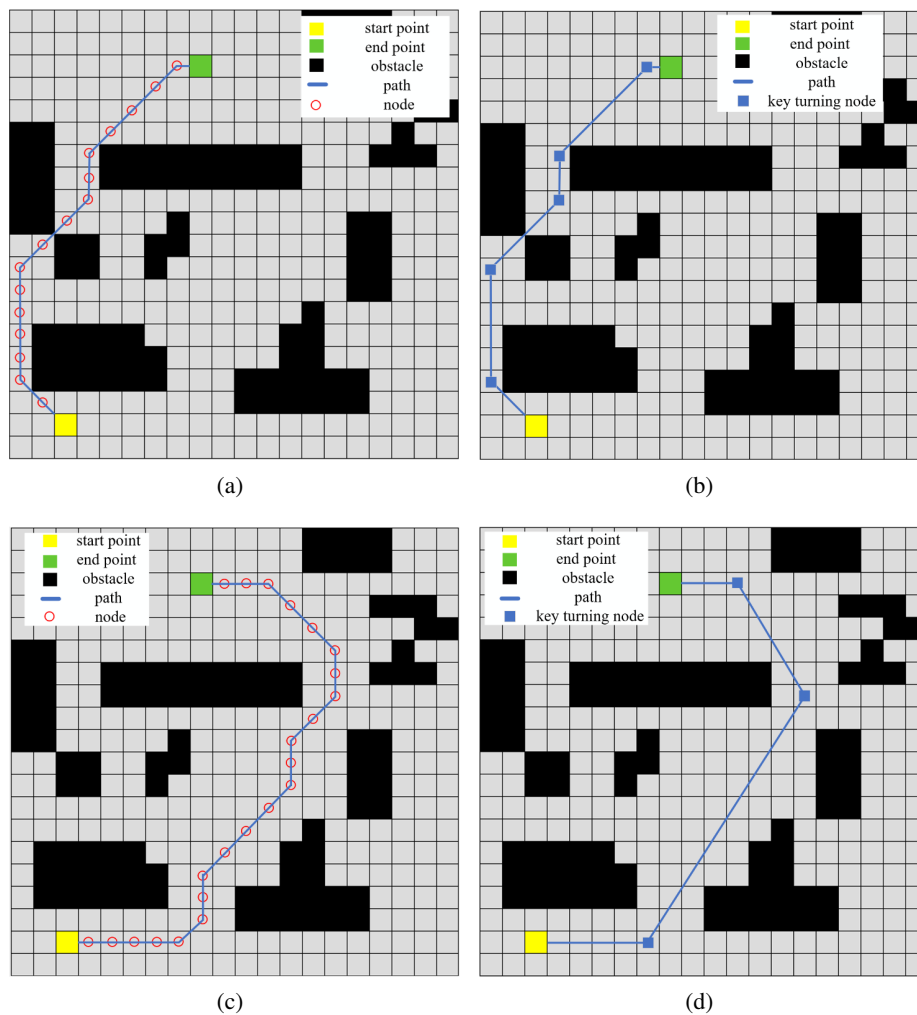 start point
end point
obstacle
path
node
(a)
start point
end point
obstacle
path
key turning node
(b)
start point
end point
obstacle
path
node
(c)
start point
end point
obstacle
path
key turning node
(d)